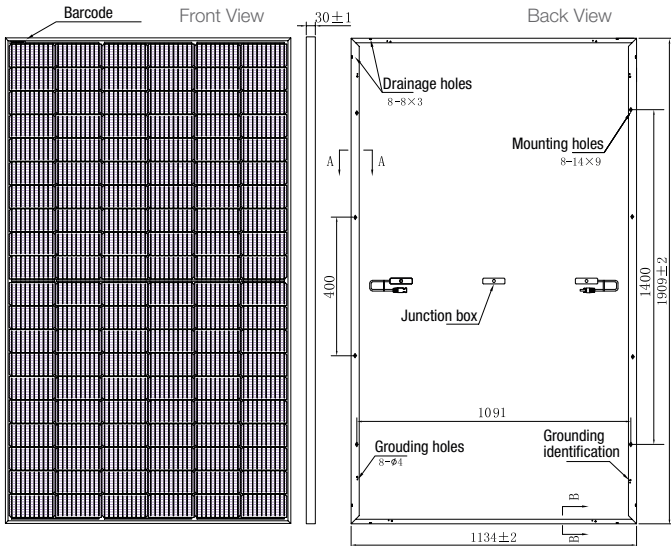 Barcode
Front View
30±1
Back View
Drainage holes
8-8×3
Mounting holes
8-14×9
A
A
400
1400
1909±2
Junction box
1091
Grouding holes
8-ø4
Grounding
identification
B
B
1134±2